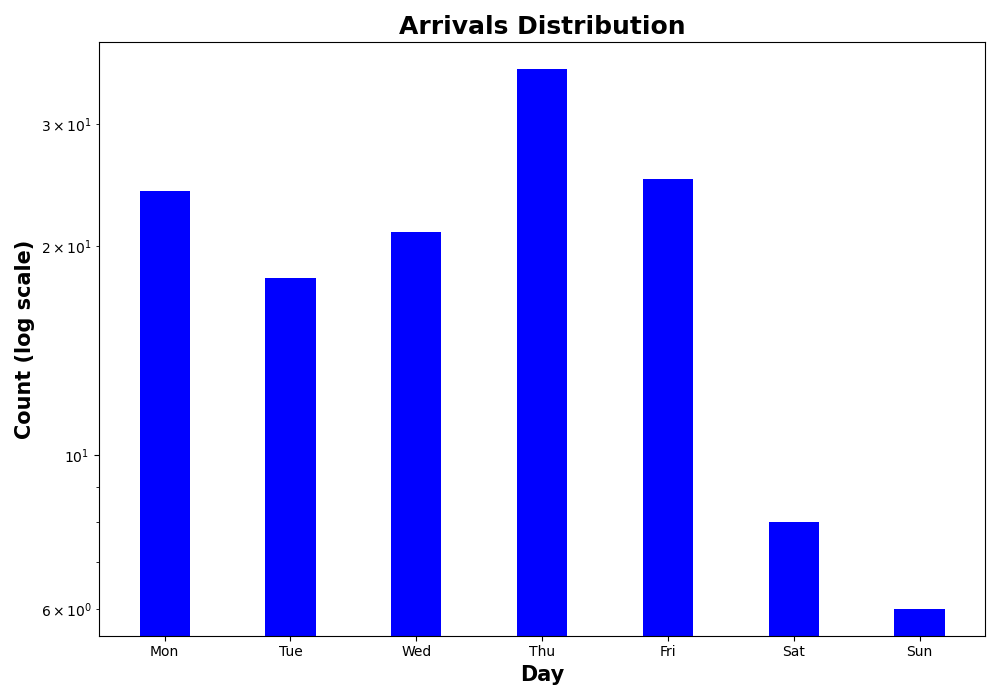 Arrivals Distribution
Count (log scale)
3 × 10¹
2 × 10¹
10¹
6 × 10⁰
Mon Tue Wed Thu Fri Sat Sun
Day